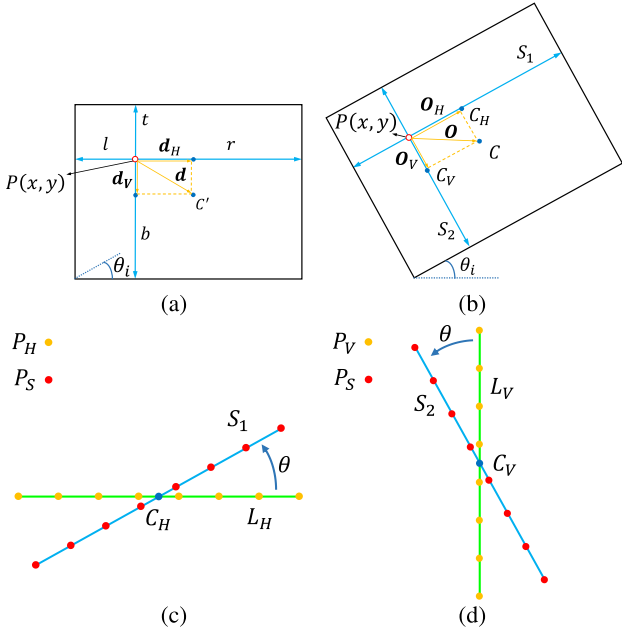 t
l
d_H
r
P(x, y)
d_V
d
C′
b
θ_i
(a)
S_1
O_H
P(x, y)
C_H
O
O_V
C
C_V
S_2
θ_i
(b)
P_H
P_S
S_1
θ
C_H
L_H
(c)
P_V
θ
P_S
S_2
L_V
C_V
(d)